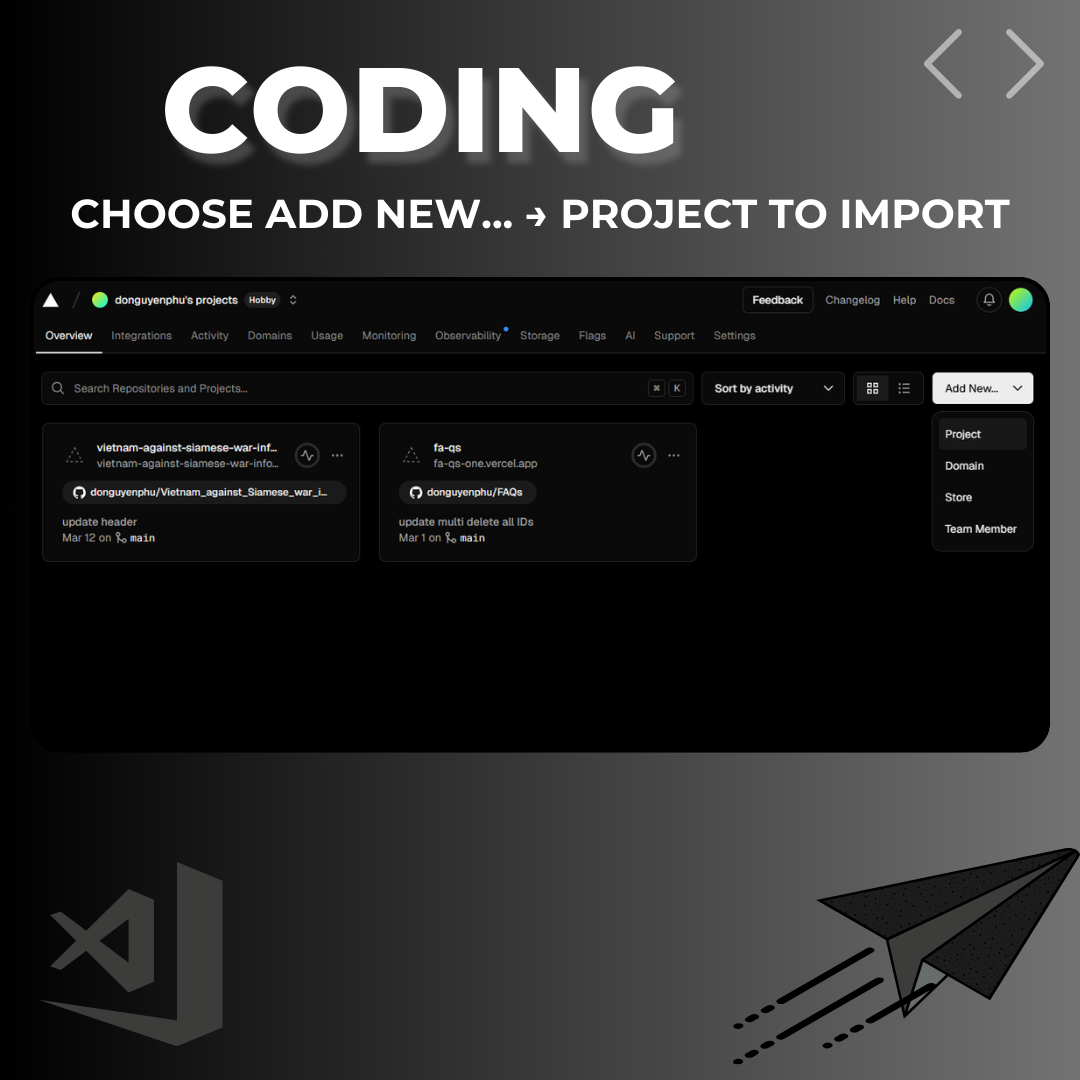 CODING
CHOOSE ADD NEW... → PROJECT TO IMPORT
donguyenphu's projects Hobby Feedback Changelog Help Docs
Overview Integrations Activity Domains Usage Monitoring Observability Storage Flags AI Support Settings
Search Repositories and Projects... ⌘ K Sort by activity Add New...
Project
Domain
Store
Team Member
vietnam-against-siamese-war-inf...
vietnam-against-siamese-war-info...
donguyenphu/Vietnam_against_Siamese_war_i...
update header
Mar 12 on main
fa-qs
fa-qs-one.vercel.app
donguyenphu/FAQs
update multi delete all IDs
Mar 1 on main